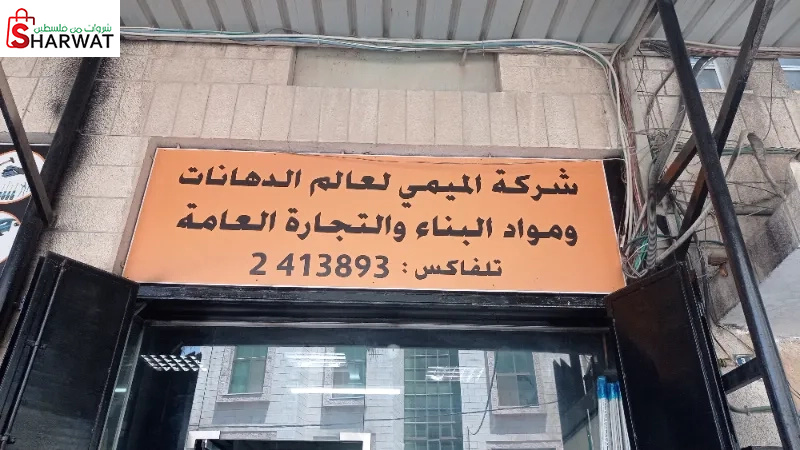 شروات من فلسطين
SHARWAT
شركة الميمي لعالم الدهانات
ومواد البناء والتجارة العامة
تلفاكس : 2 413893